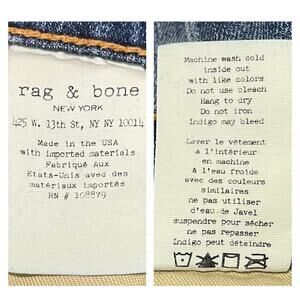 rag & bone
NEW YORK
425 W. 13th St, NY NY 10014
Made in the USA
with imported materials
Fabriqué Aux
États-Unis avec des
matériaux importés
RN # 108879
Machine wash cold
inside out
with like colors
Do not use bleach
Hang to dry
Do not iron
Indigo may bleed
Laver le vêtement
à l'intérieur
en machine
à l'eau froide
avec des couleurs
similaires
ne pas utiliser
d'eau de Javel
suspendre pour sécher
ne pas repasser
Indigo peut déteindre